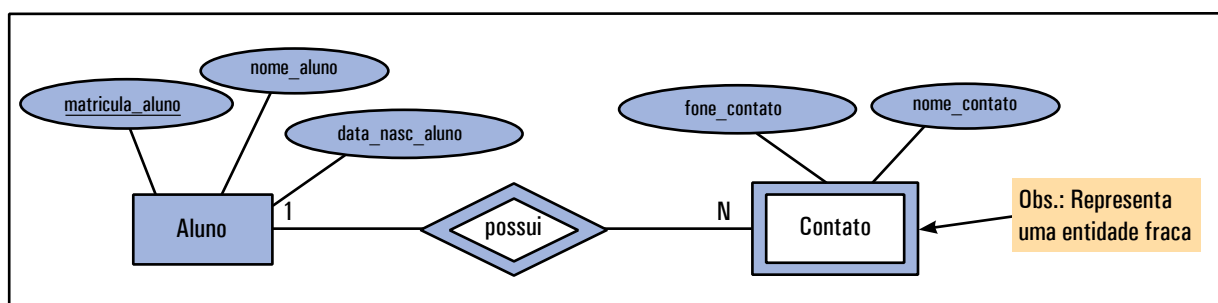 nome_aluno
matricula_aluno
data_nasc_aluno
fone_contato
nome_contato
Aluno
1
possui
N
Contato
Obs.: Representa
uma entidade fraca